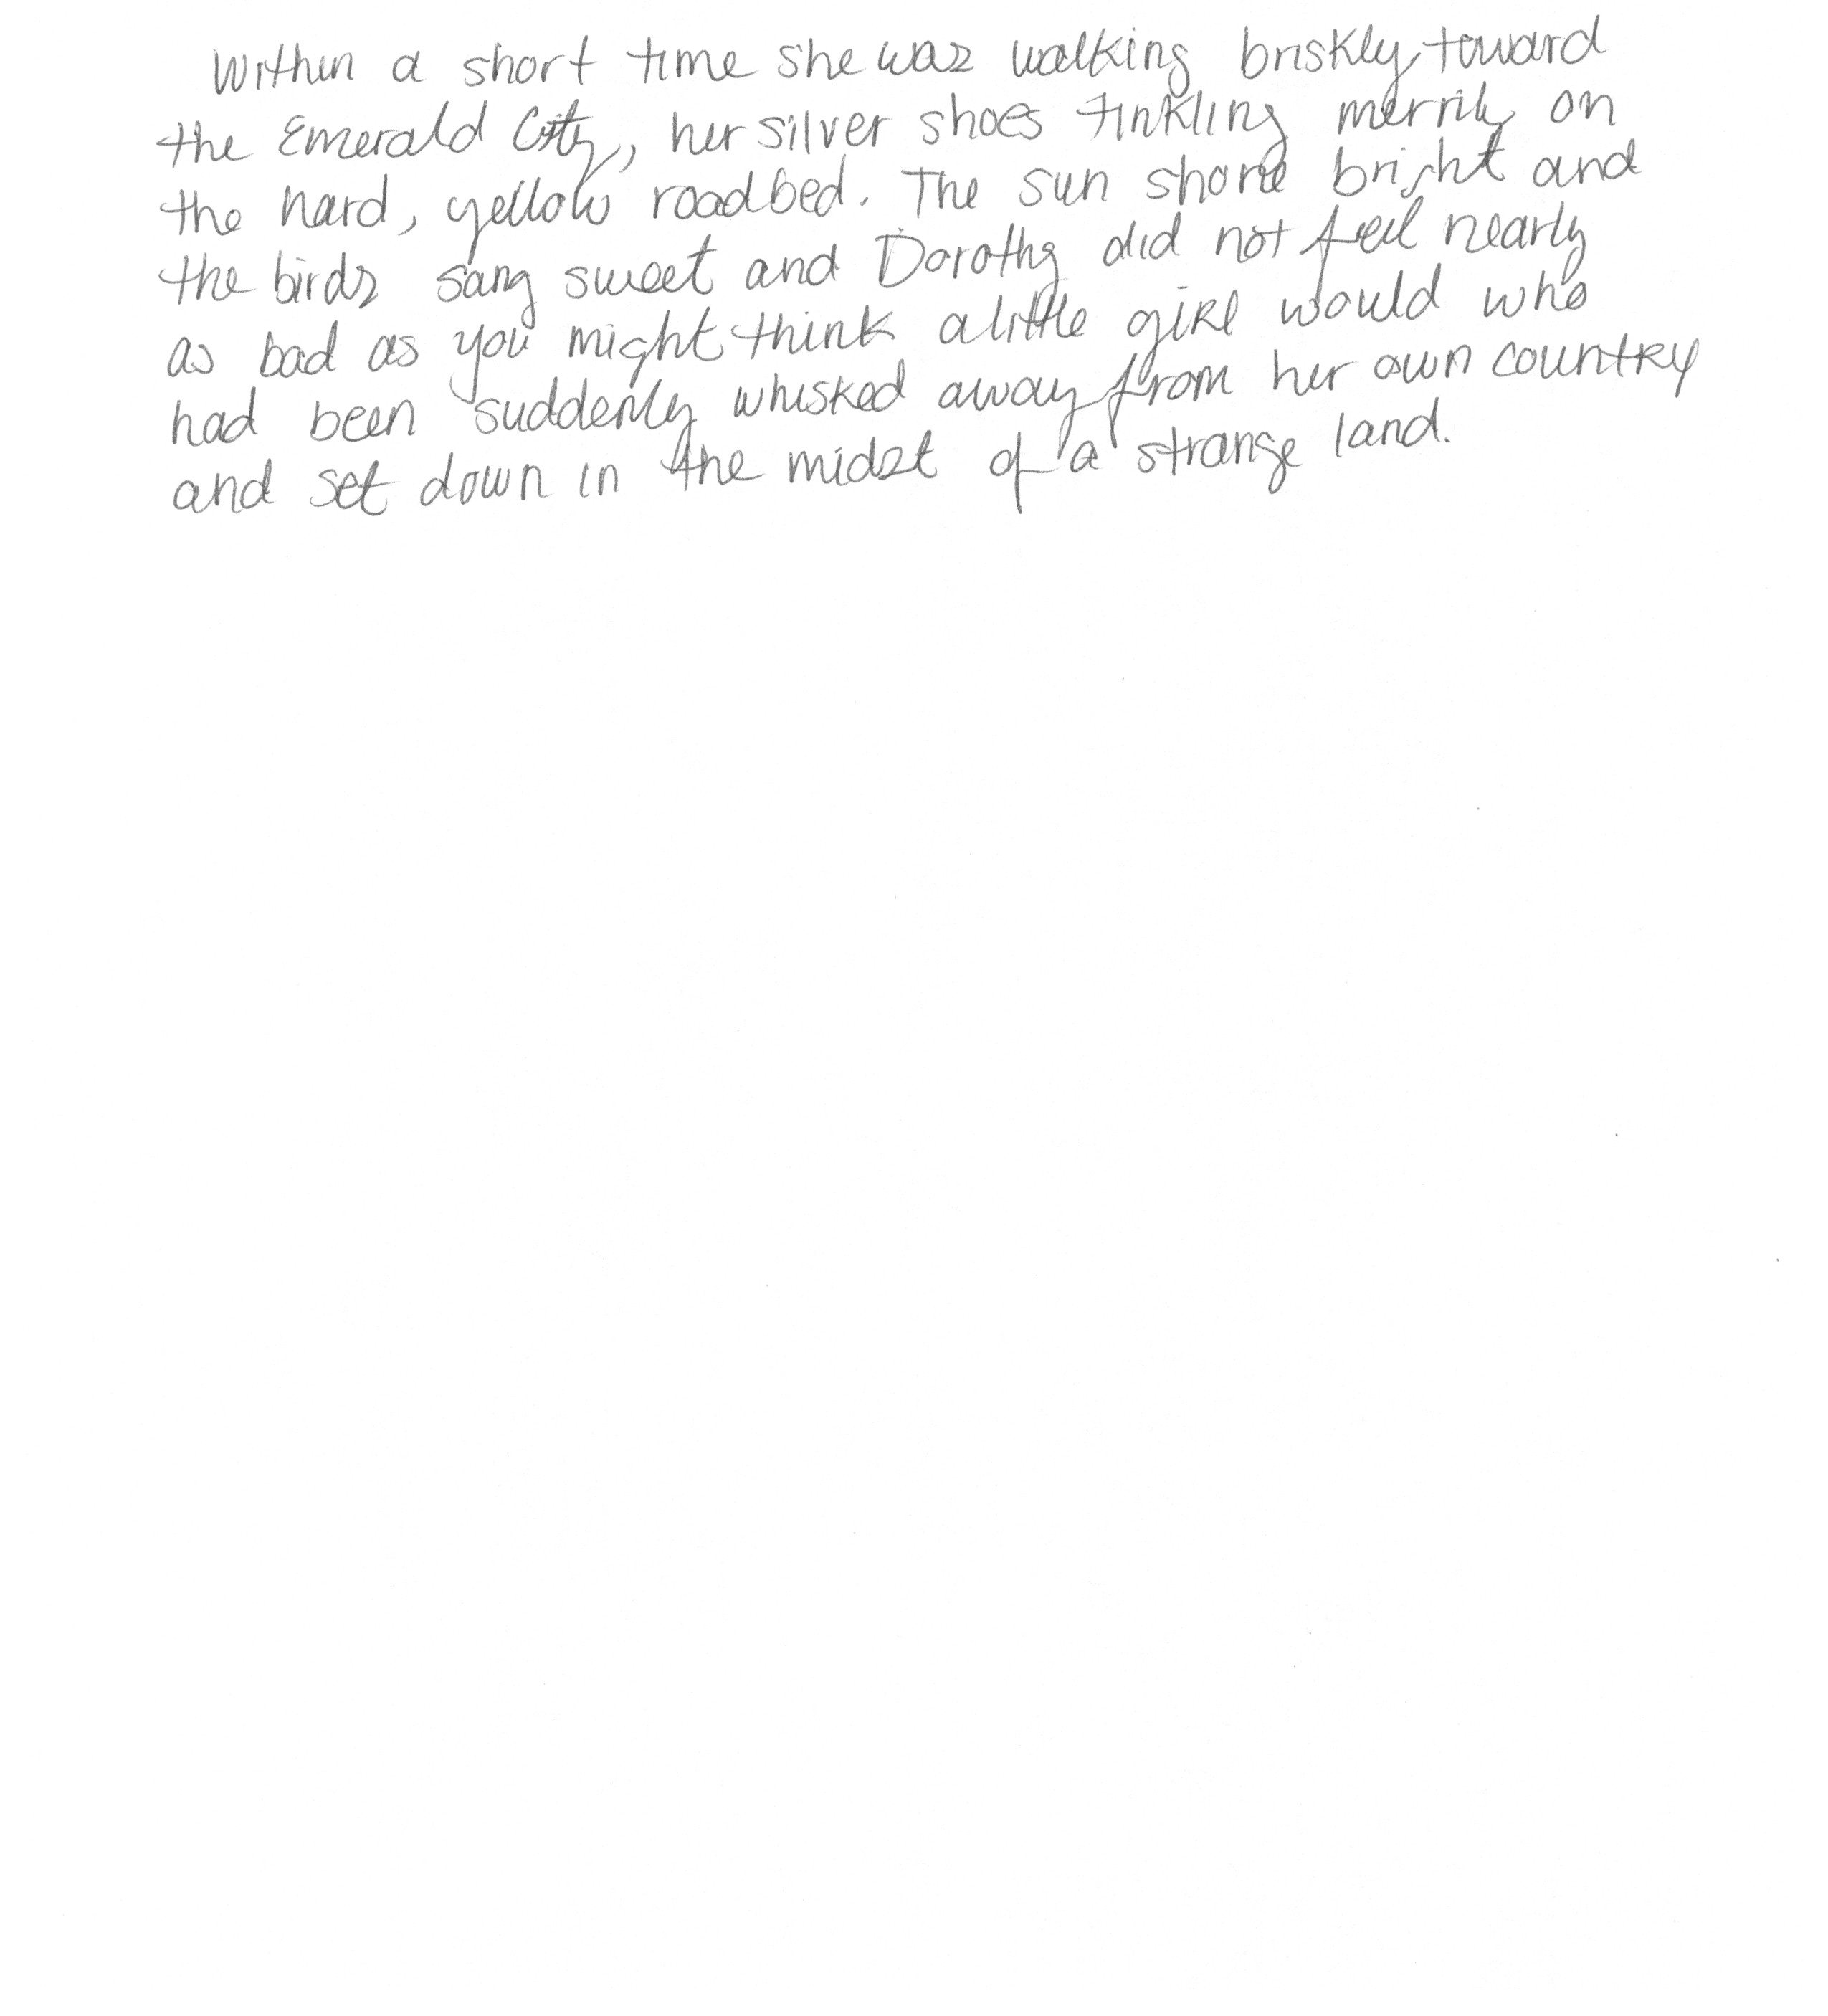 Within a short time she was walking briskly toward
the Emerald City, her silver shoes tinkling merrily on
the hard, yellow roadbed. The sun shone bright and
the birds sang sweet and Dorothy did not feel nearly
as bad as you might think a little girl would who
had been suddenly whisked away from her own country
and set down in the midst of a strange land.